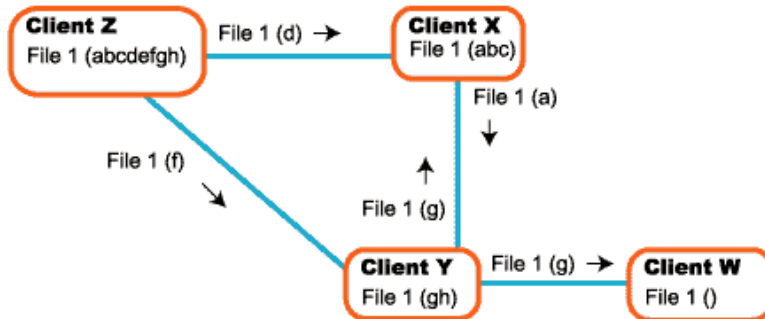 Client Z
File 1 (abcdefgh)
File 1 (d)
Client X
File 1 (abc)
File 1 (a)
File 1 (f)
File 1 (g)
Client Y
File 1 (gh)
File 1 (g)
Client W
File 1 ()